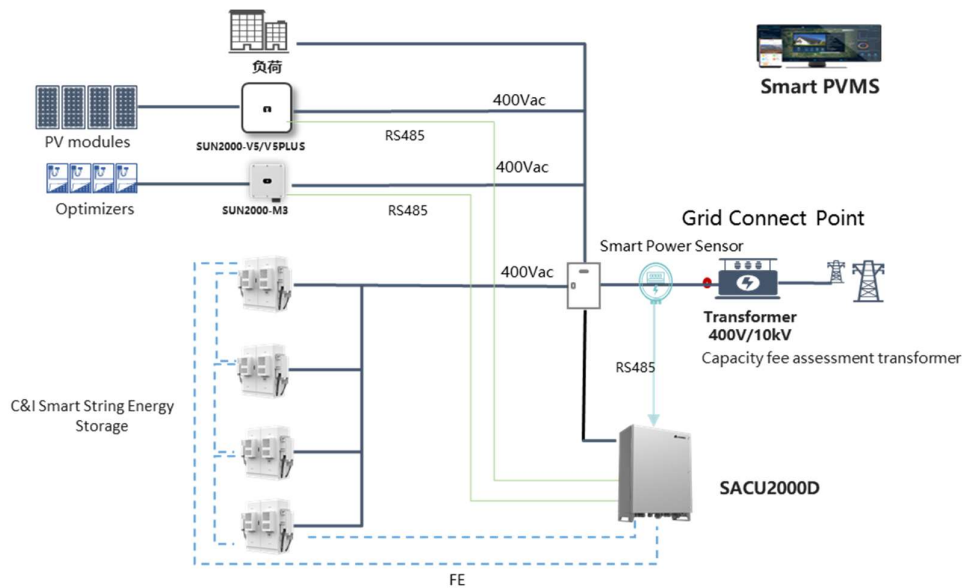 负荷
Smart PVMS
400Vac
PV modules
RS485
SUN2000-V5/V5PLUS
400Vac
Optimizers
SUN2000-M3
RS485
Grid Connect Point
Smart Power Sensor
400Vac
Transformer
400V/10kV
Capacity fee assessment transformer
RS485
C&I Smart String Energy
Storage
SACU2000D
FE